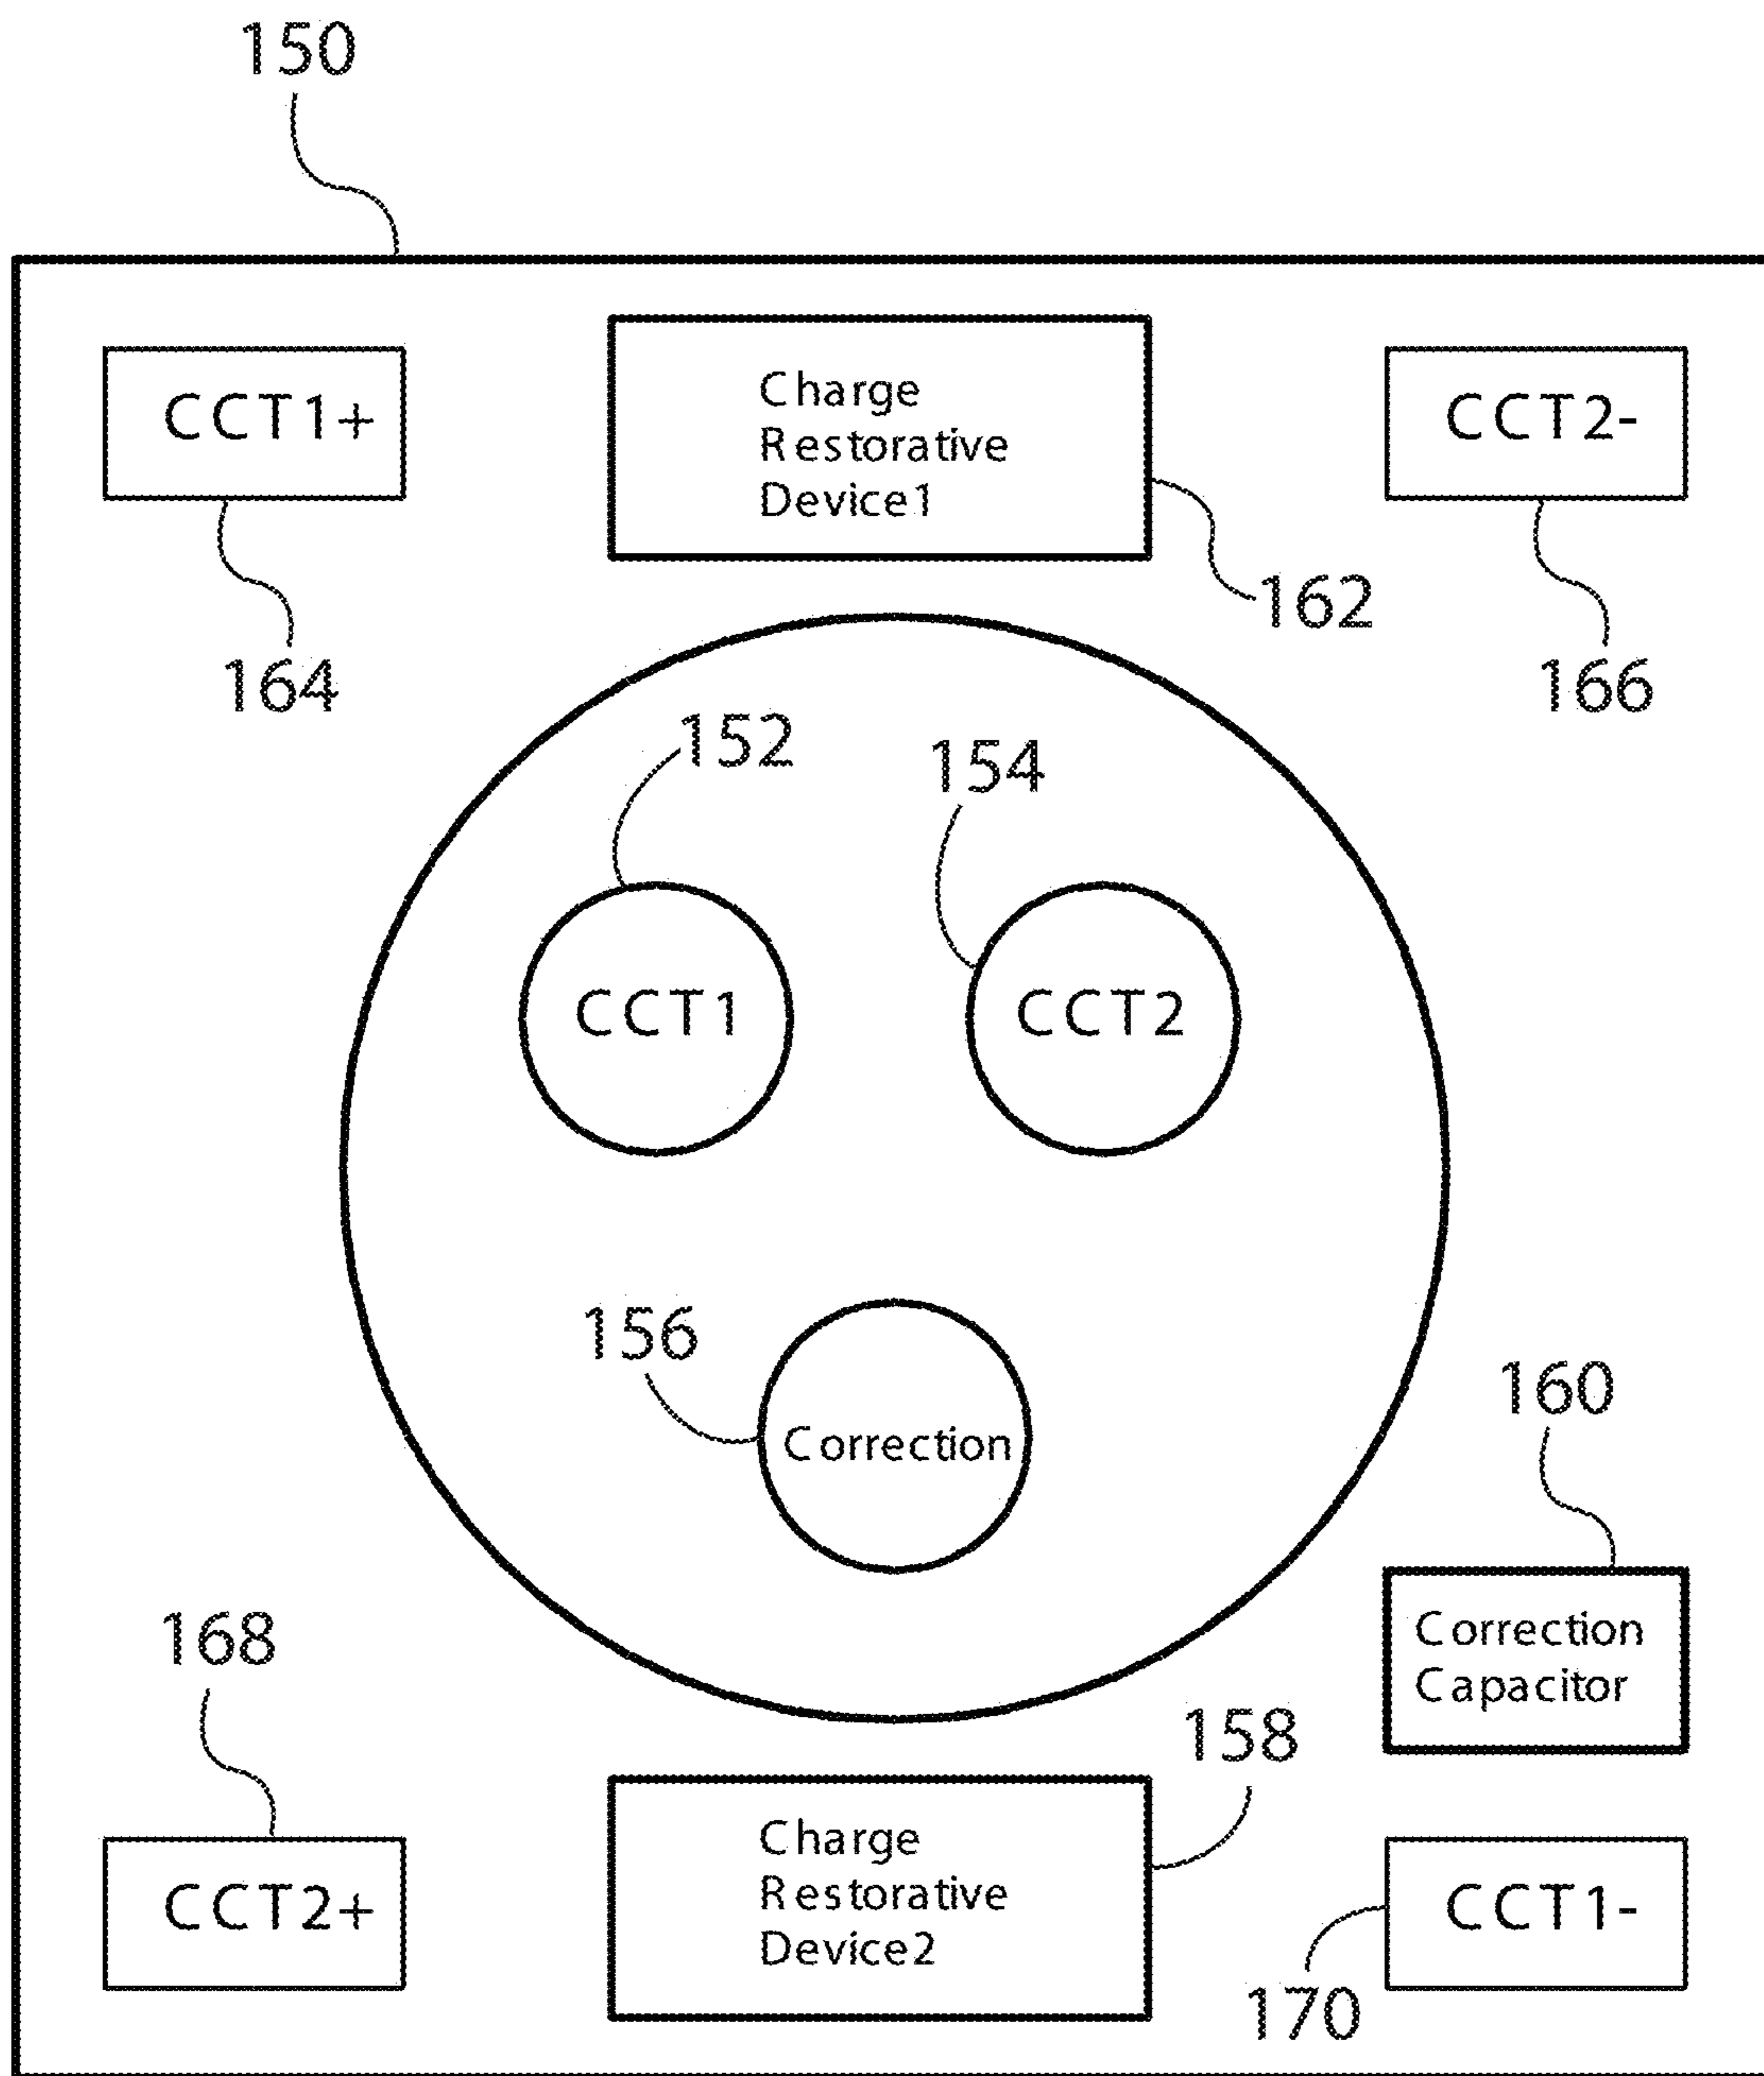 150
CCT1+
Charge
Restorative
Device1
CCT2-
164
162
166
152
154
CCT1
CCT2
156
Correction
160
Correction
Capacitor
168
158
CCT2+
Charge
Restorative
Device2
CCT1-
170